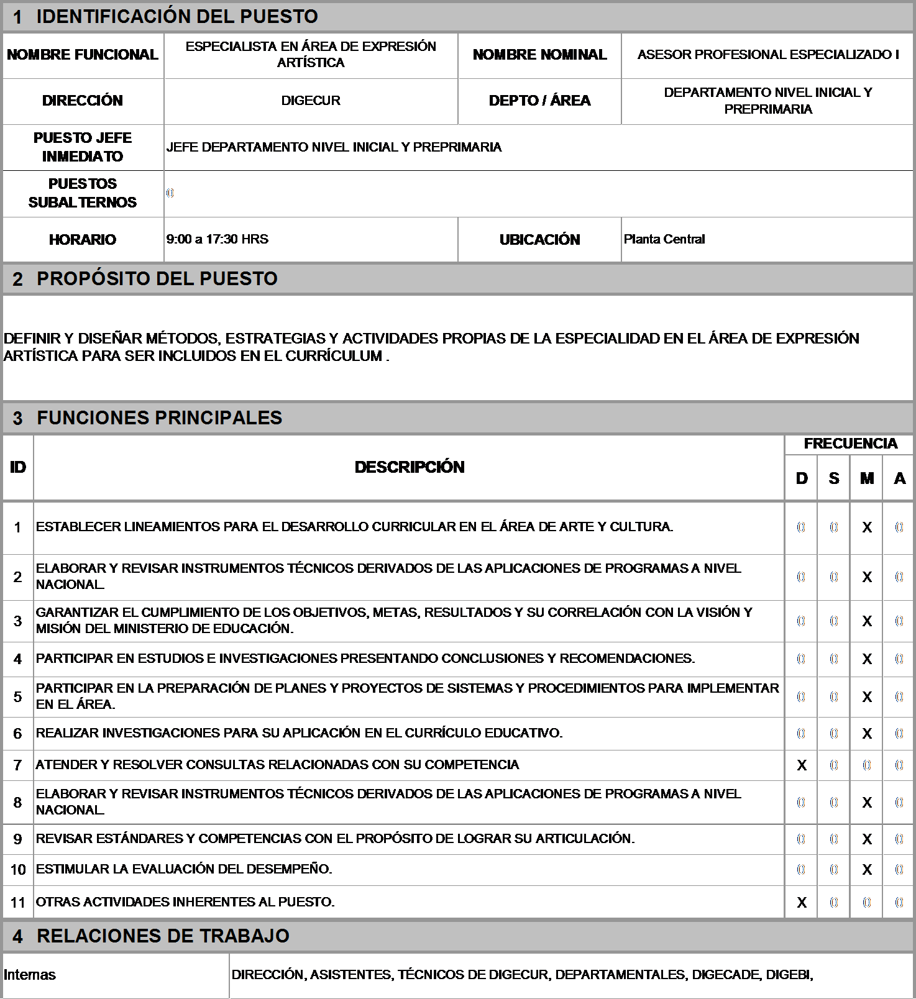 1 IDENTIFICACIÓN DEL PUESTO
NOMBRE FUNCIONAL ESPECIALISTA EN ÁREA DE EXPRESIÓN ARTÍSTICA NOMBRE NOMINAL ASESOR PROFESIONAL ESPECIALIZADO I
DIRECCIÓN DIGECUR DEPTO / ÁREA DEPARTAMENTO NIVEL INICIAL Y PREPRIMARIA
PUESTO JEFE INMEDIATO JEFE DEPARTAMENTO NIVEL INICIAL Y PREPRIMARIA
PUESTOS SUBALTERNOS 0
HORARIO 9:00 a 17:30 HRS UBICACIÓN Planta Central
2 PROPÓSITO DEL PUESTO
DEFINIR Y DISEÑAR MÉTODOS, ESTRATEGIAS Y ACTIVIDADES PROPIAS DE LA ESPECIALIDAD EN EL ÁREA DE EXPRESIÓN
ARTÍSTICA PARA SER INCLUIDOS EN EL CURRÍCULUM .
3 FUNCIONES PRINCIPALES
ID DESCRIPCIÓN FRECUENCIA
D S M A
1 ESTABLECER LINEAMIENTOS PARA EL DESARROLLO CURRICULAR EN EL ÁREA DE ARTE Y CULTURA. 0 0 X 0
2 ELABORAR Y REVISAR INSTRUMENTOS TÉCNICOS DERIVADOS DE LAS APLICACIONES DE PROGRAMAS A NIVEL
NACIONAL. 0 0 X 0
3 GARANTIZAR EL CUMPLIMIENTO DE LOS OBJETIVOS, METAS, RESULTADOS Y SU CORRELACIÓN CON LA VISIÓN Y
MISIÓN DEL MINISTERIO DE EDUCACIÓN. 0 0 X 0
4 PARTICIPAR EN ESTUDIOS E INVESTIGACIONES PRESENTANDO CONCLUSIONES Y RECOMENDACIONES. 0 0 X 0
5 PARTICIPAR EN LA PREPARACIÓN DE PLANES Y PROYECTOS DE SISTEMAS Y PROCEDIMIENTOS PARA IMPLEMENTAR
EN EL ÁREA. 0 0 X 0
6 REALIZAR INVESTIGACIONES PARA SU APLICACIÓN EN EL CURRÍCULO EDUCATIVO. 0 0 X 0
7 ATENDER Y RESOLVER CONSULTAS RELACIONADAS CON SU COMPETENCIA X 0 0 0
8 ELABORAR Y REVISAR INSTRUMENTOS TÉCNICOS DERIVADOS DE LAS APLICACIONES DE PROGRAMAS A NIVEL
NACIONAL. 0 0 X 0
9 REVISAR ESTÁNDARES Y COMPETENCIAS CON EL PROPÓSITO DE LOGRAR SU ARTICULACIÓN. 0 0 X 0
10 ESTIMULAR LA EVALUACIÓN DEL DESEMPEÑO. 0 0 X 0
11 OTRAS ACTIVIDADES INHERENTES AL PUESTO. X 0 0 0
4 RELACIONES DE TRABAJO
Internas DIRECCIÓN, ASISTENTES, TÉCNICOS DE DIGECUR, DEPARTAMENTALES, DIGECADE, DIGEBI,